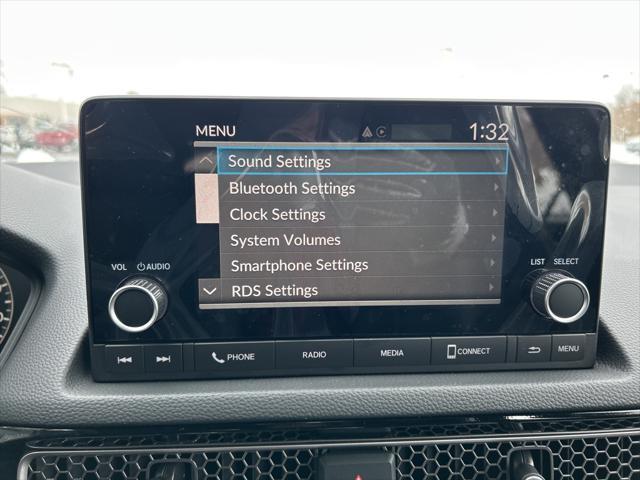 MENU 1:32
Sound Settings
Bluetooth Settings
Clock Settings
System Volumes
Smartphone Settings
RDS Settings
VOL AUDIO LIST SELECT
PHONE RADIO MEDIA CONNECT MENU